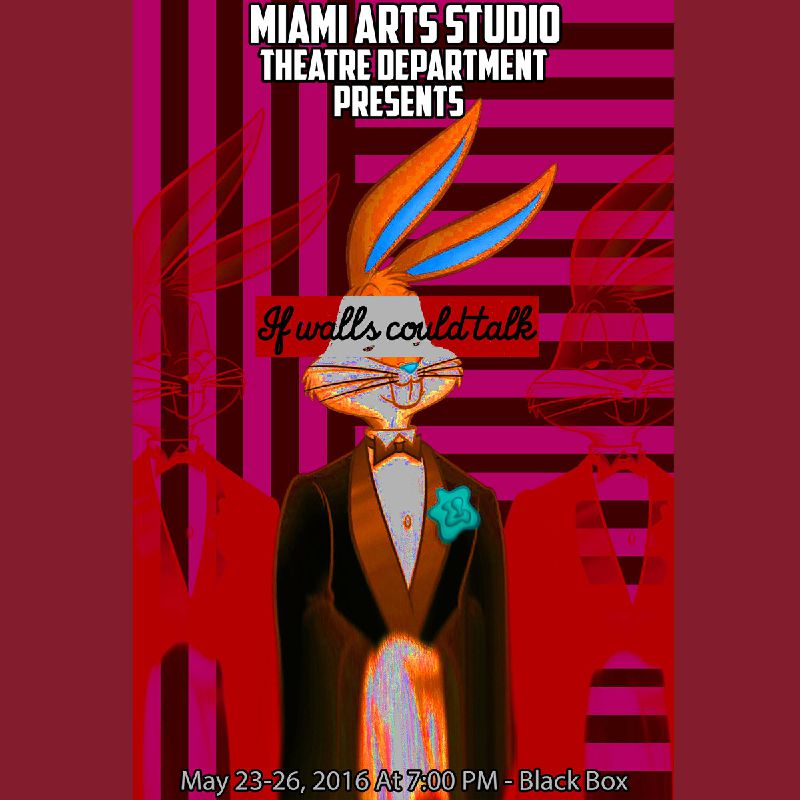 MIAMI ARTS STUDIO
THEATRE DEPARTMENT
PRESENTS
If walls could talk
May 23-26, 2016 At 7:00 PM - Black Box